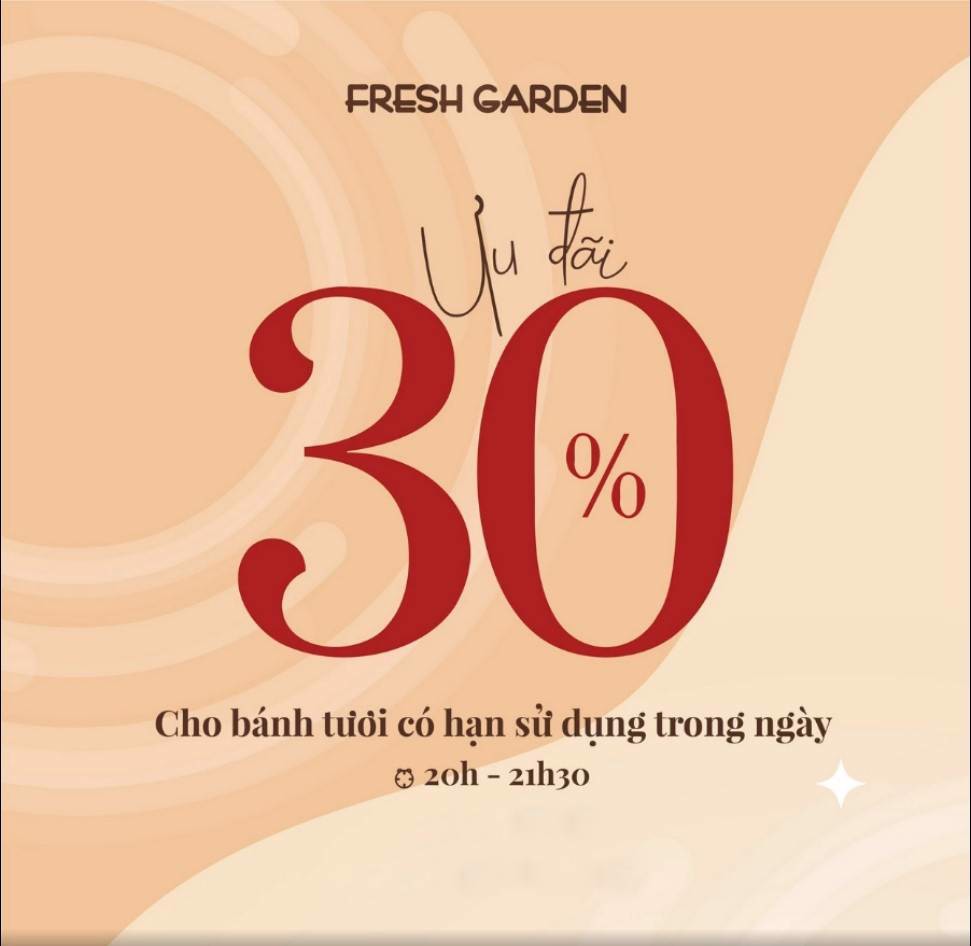 FRESH GARDEN
Ưu đãi
30%
Cho bánh tươi có hạn sử dụng trong ngày
20h - 21h30